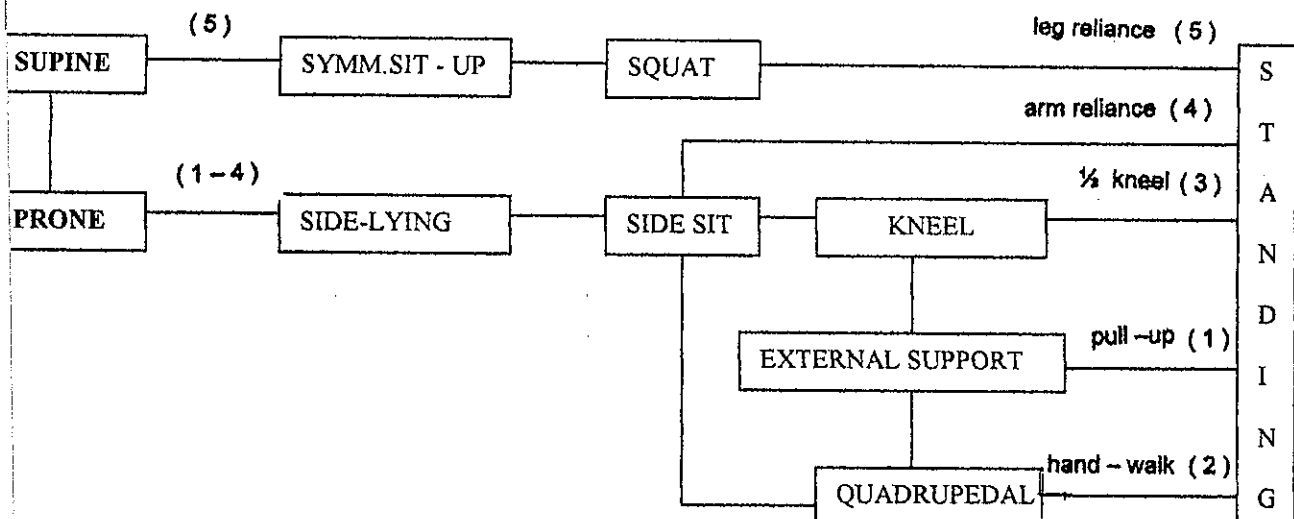 (5)
leg reliance (5)
SUPINE
SYMM.SIT - UP
SQUAT
arm reliance (4)
(1-4)
½ kneel (3)
PRONE
SIDE-LYING
SIDE SIT
KNEEL
EXTERNAL SUPPORT
pull-up (1)
hand-walk (2)
QUADRUPEDAL
S
T
A
N
D
I
N
G